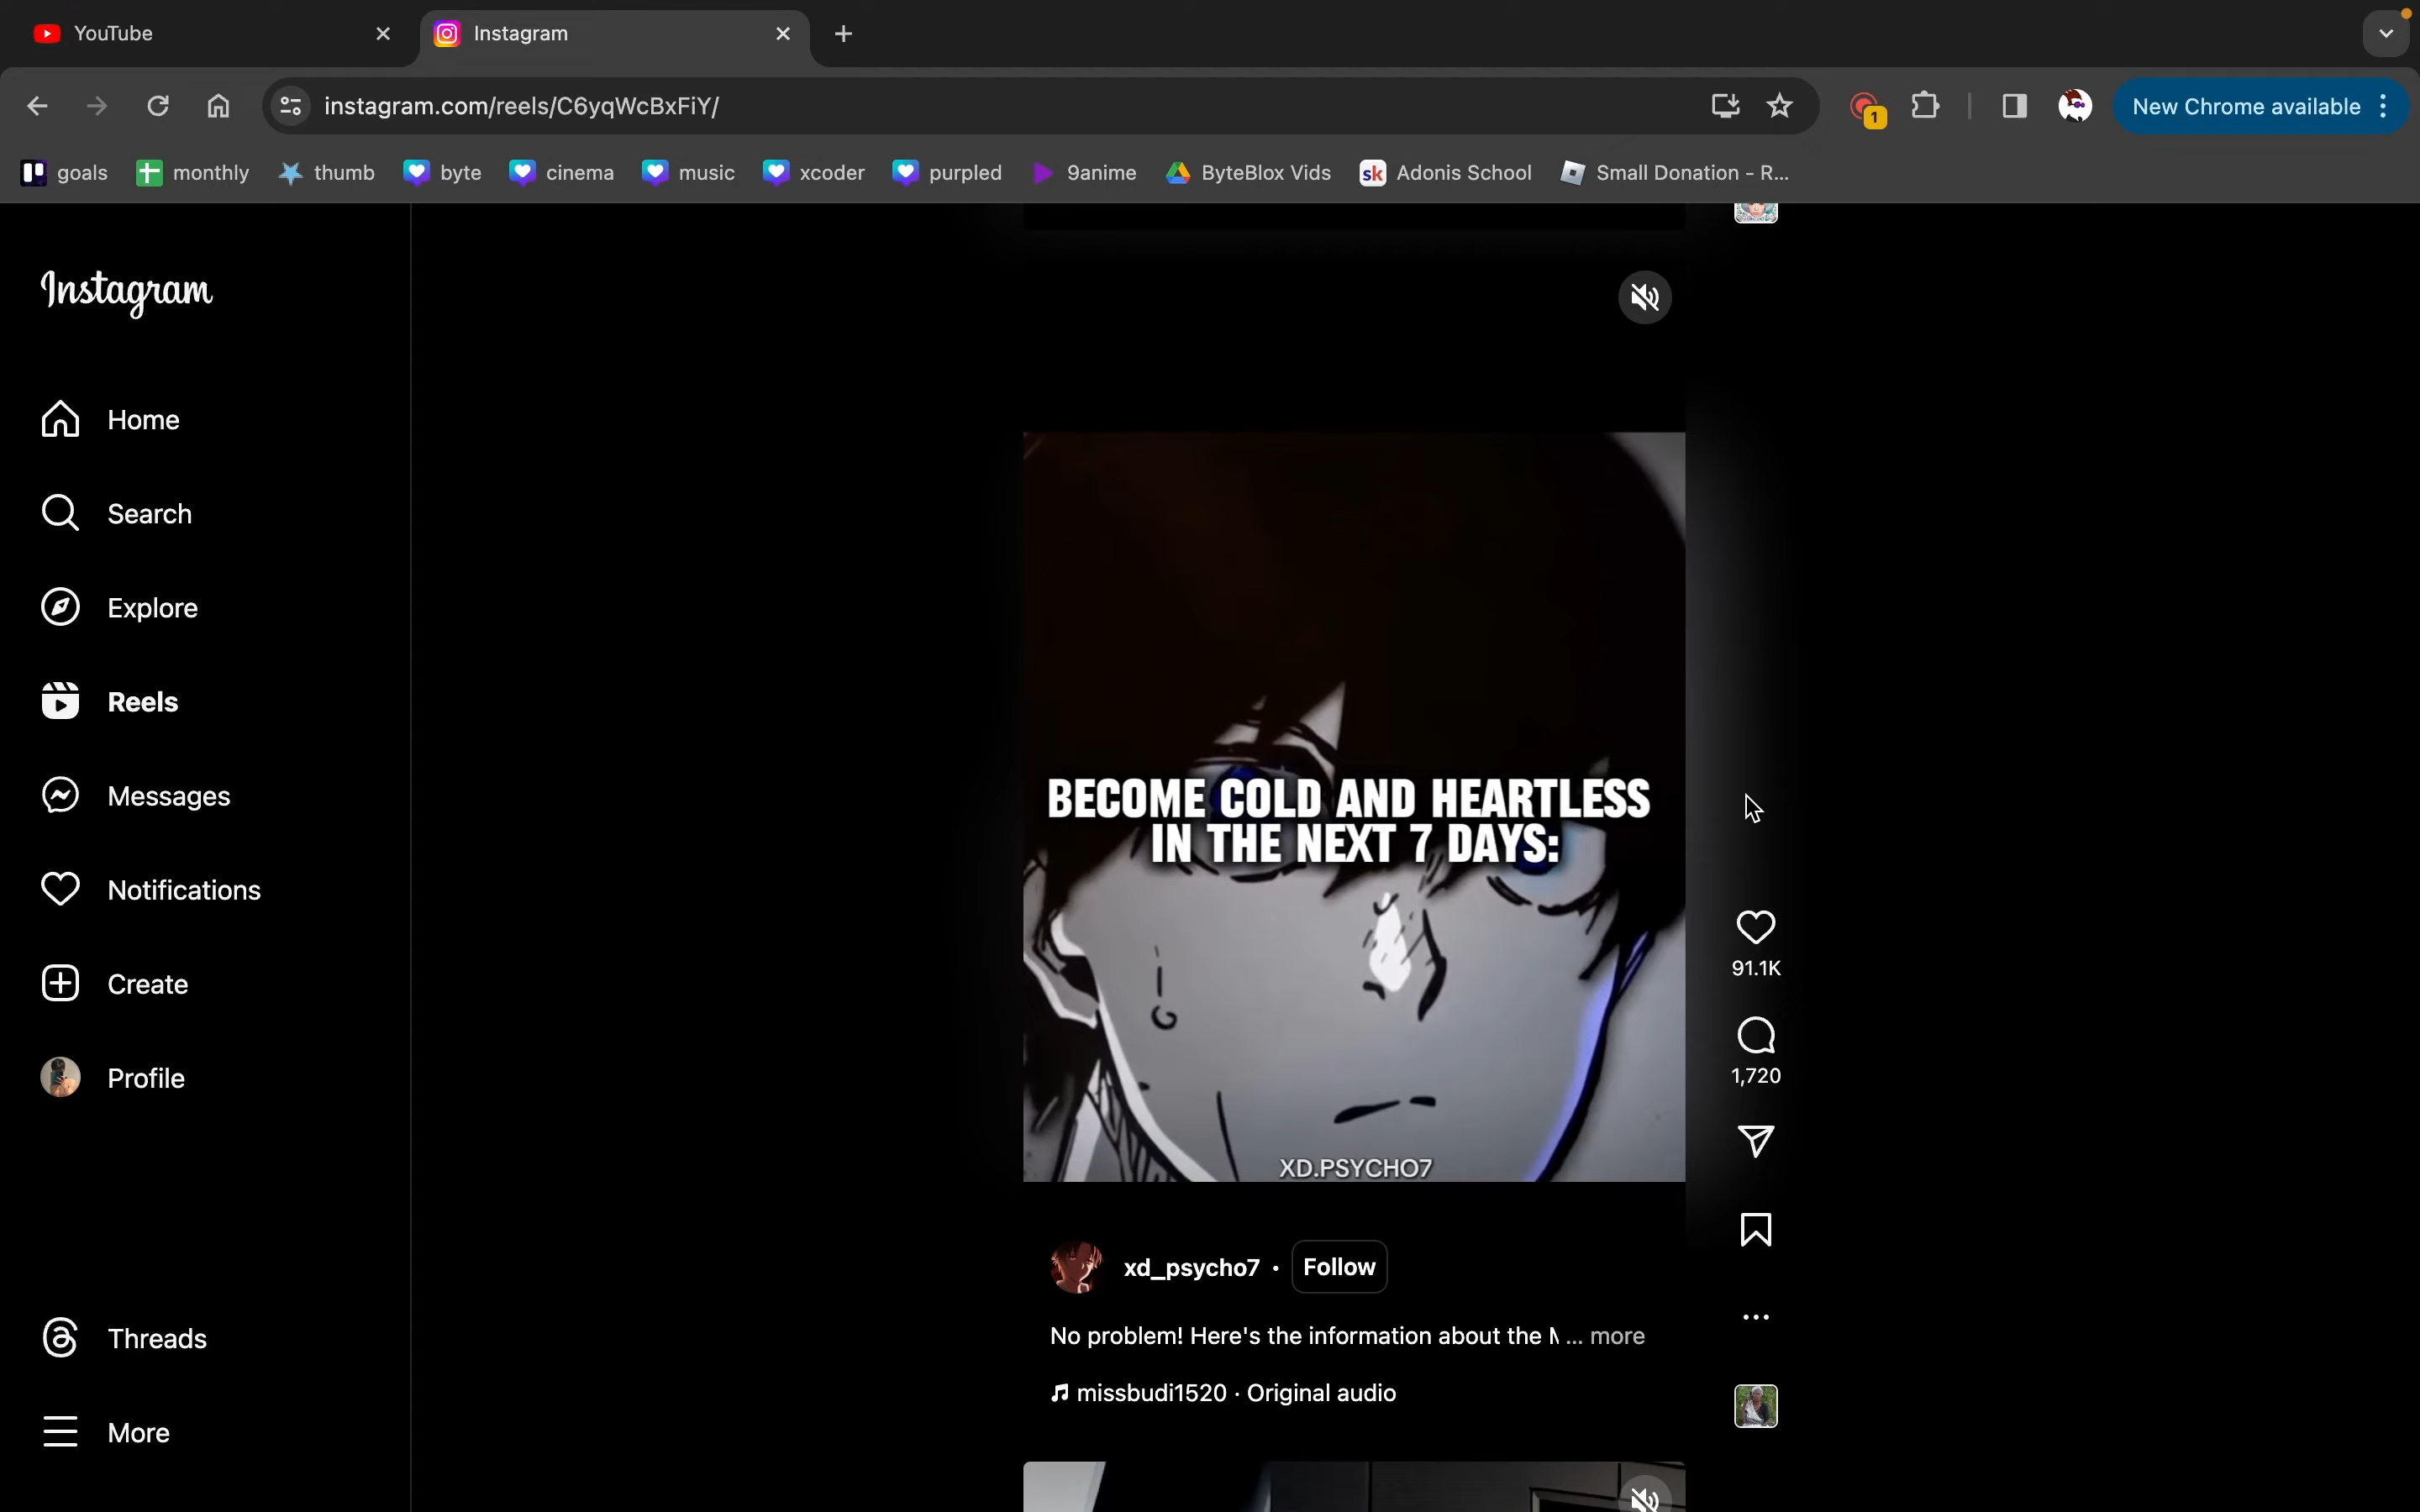 YouTube
Instagram
instagram.com/reels/C6yqWcBxFiY/
1
New Chrome available
goals
monthly
thumb
byte
cinema
music
xcoder
purpled
9anime
ByteBlox Vids
sk
Adonis School
Small Donation - R...
Instagram
Home
Search
Explore
Reels
Messages
Notifications
Create
Profile
Threads
More
BECOME COLD AND HEARTLESS
IN THE NEXT 7 DAYS:
XD.PSYCHO7
91.1K
1,720
xd_psycho7 • Follow
No problem! Here's the information about the ... more
missbudi1520 · Original audio